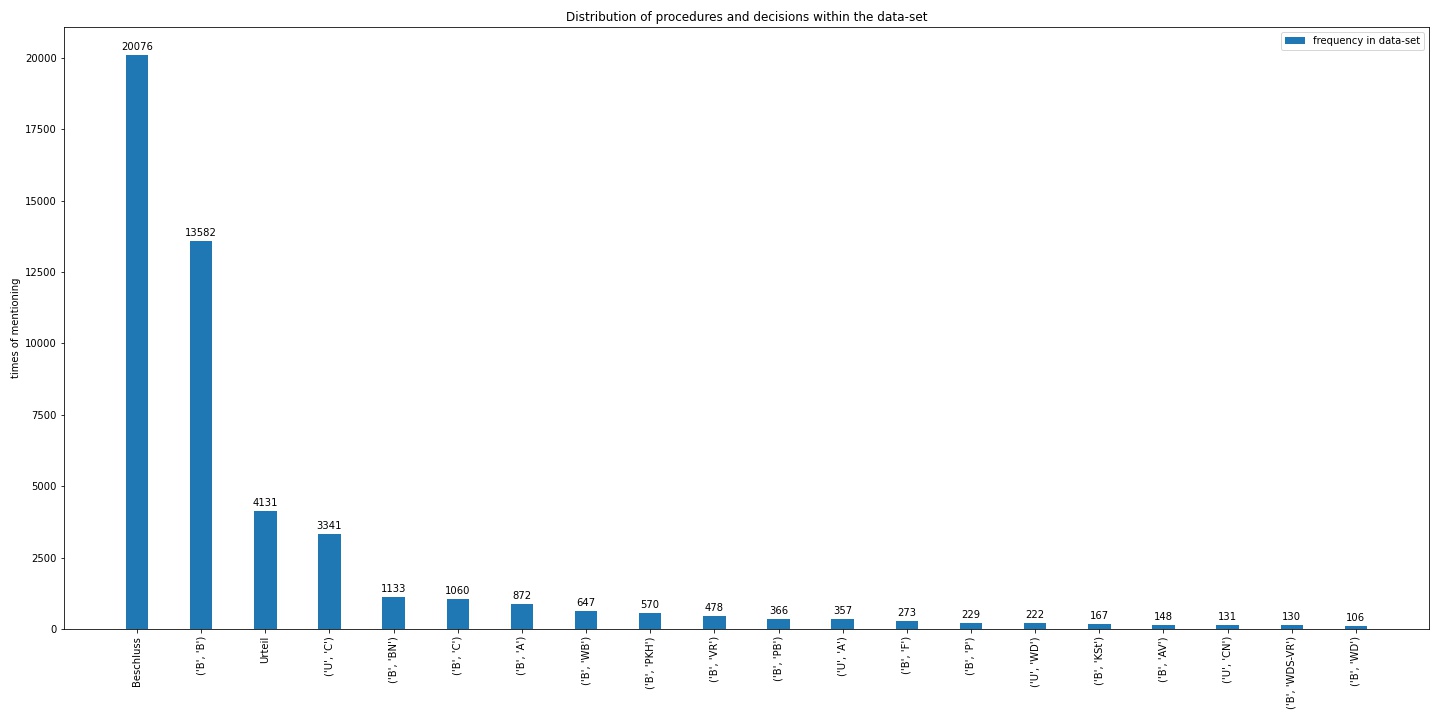 Distribution of procedures and decisions within the data-set
frequency in data-set
times of mentioning
20000
17500
15000
12500
10000
7500
5000
2500
0
20076
13582
4131
3341
1133
1060
872
647
570
478
366
357
273
229
222
167
148
131
130
106
Beschluss
('B', 'B')
Urteil
('U', 'C')
('B', 'BN')
('B', 'C')
('B', 'A')
('B', 'WB')
('B', 'PKH')
('B', 'VR')
('B', 'PB')
('U', 'A')
('B', 'F')
('B', 'P')
('U', 'WD')
('B', 'KSt')
('B', 'AV')
('U', 'CN')
('B', 'WDS-VR')
('B', 'WD')